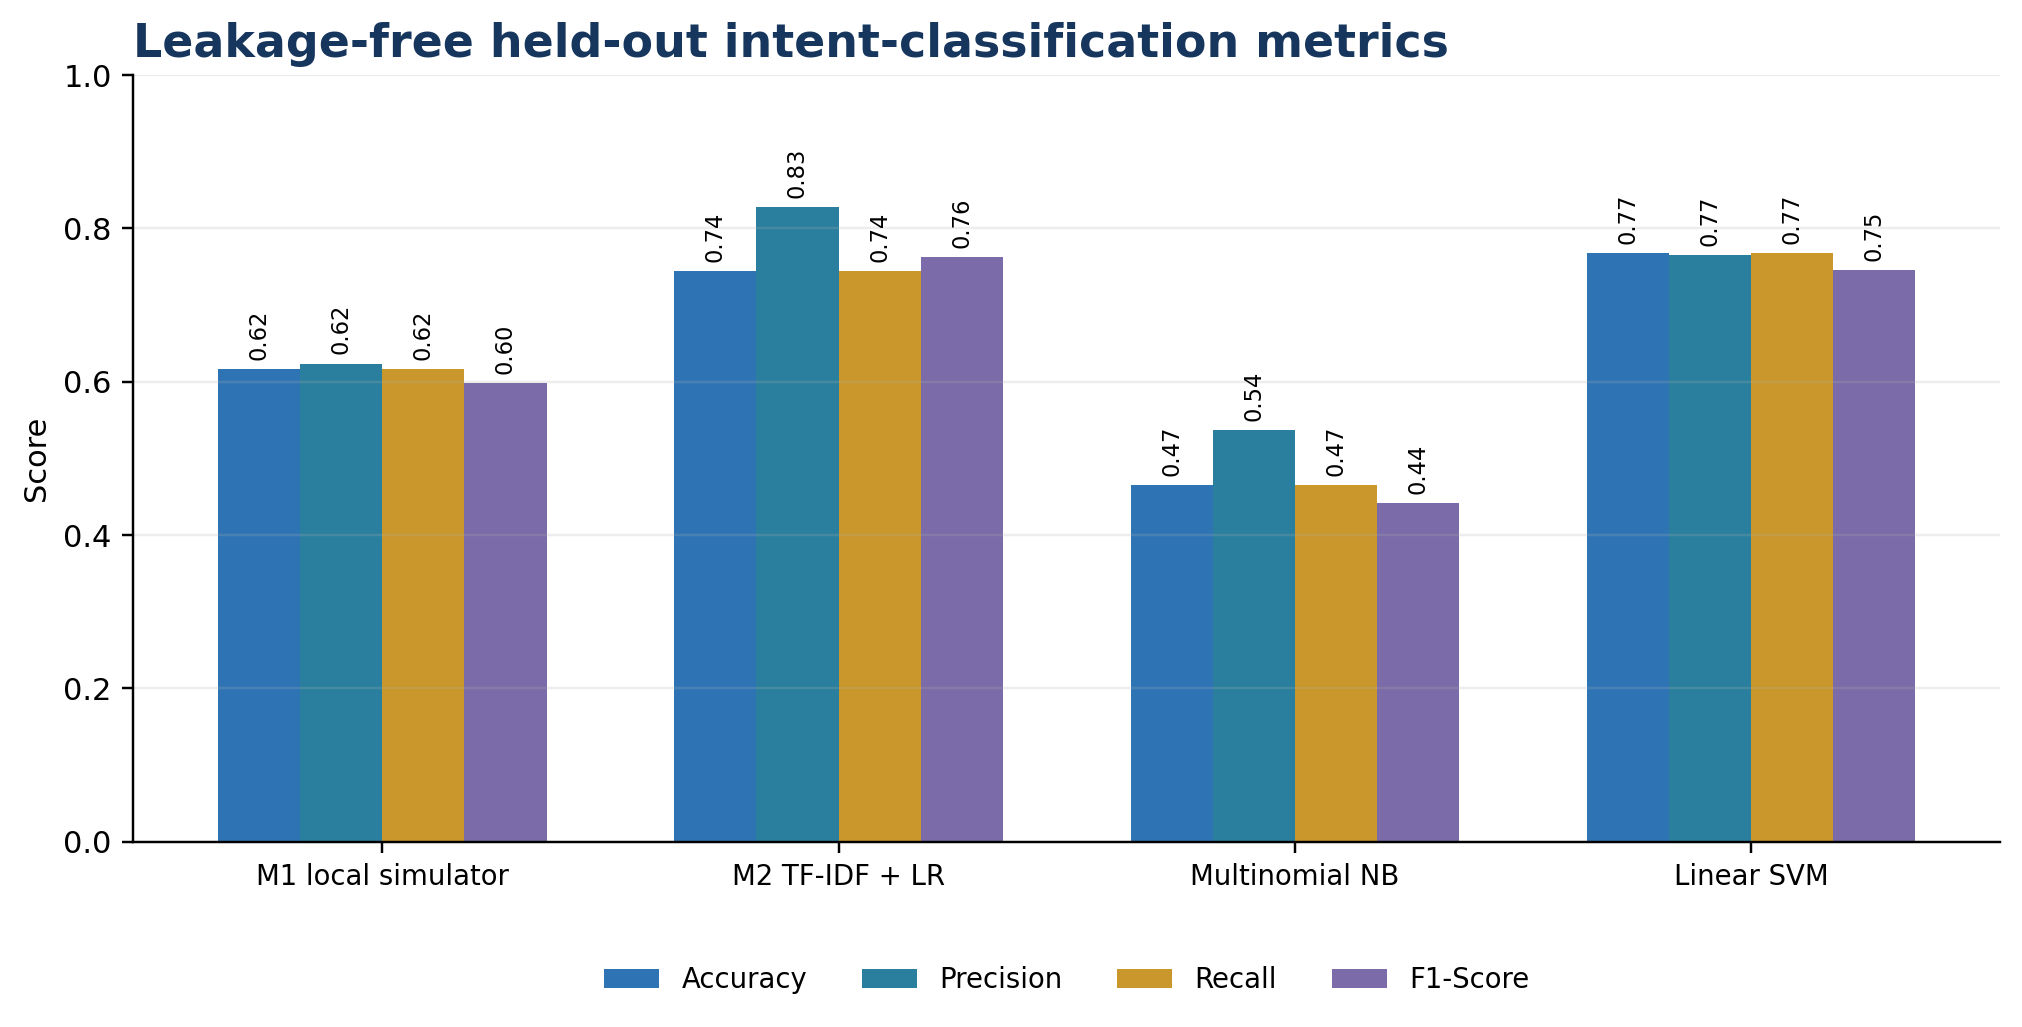 Leakage-free held-out intent-classification metrics
1.0
0.8
0.6
0.4
0.2
0.0
Score
0.62 0.62 0.62 0.60
0.74 0.83 0.74 0.76
0.47 0.54 0.47 0.44
0.77 0.77 0.77 0.75
M1 local simulator M2 TF-IDF + LR Multinomial NB Linear SVM
Accuracy Precision Recall F1-Score